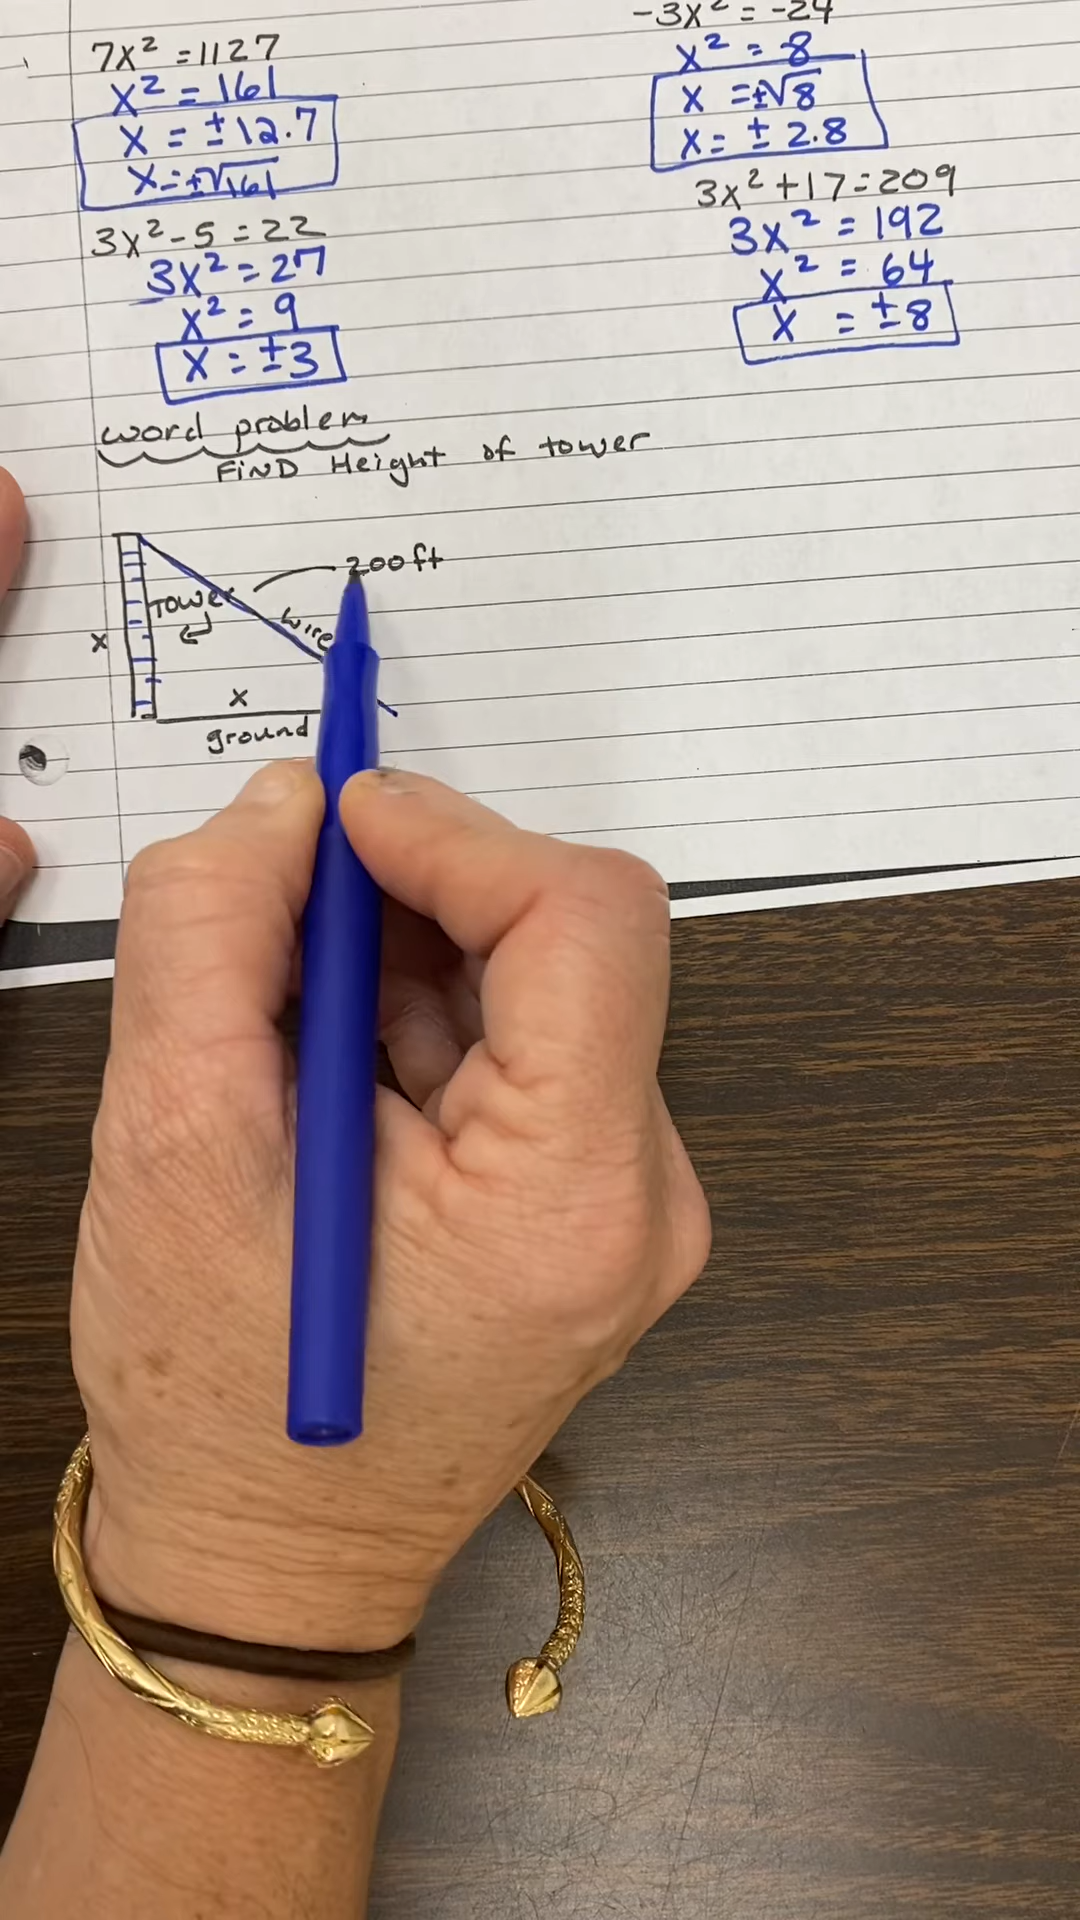 7x² = 1127
x² = 161
x = ± 12.7
x = ±√161
3x² - 5 = 22
3x² = 27
x² = 9
x = ±3
-3x² = -24
x² = 8
x = ±√8
x = ± 2.8
3x² + 17 = 209
3x² = 192
x² = 64
x = ±8
word problem
FIND Height of tower
200ft
Tower
wire
x
x
ground